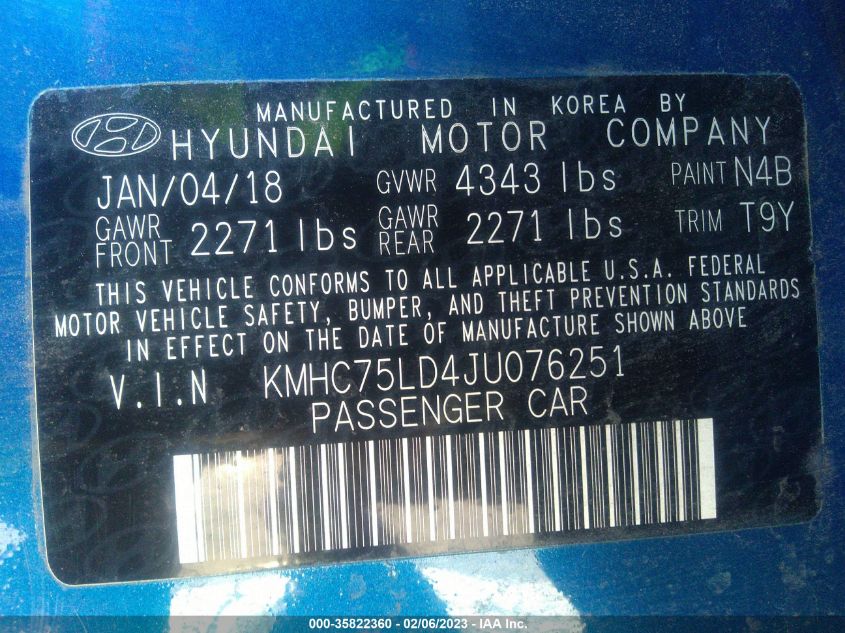 MANUFACTURED IN KOREA BY
HYUNDAI MOTOR COMPANY
JAN/04/18 GVWR 4343 lbs PAINT N4B
GAWR FRONT 2271 lbs GAWR REAR 2271 lbs TRIM T9Y
THIS VEHICLE CONFORMS TO ALL APPLICABLE U.S.A. FEDERAL
MOTOR VEHICLE SAFETY, BUMPER, AND THEFT PREVENTION STANDARDS
IN EFFECT ON THE DATE OF MANUFACTURE SHOWN ABOVE
V.I.N KMHC75LD4JU076251
PASSENGER CAR
000-35822360 - 02/06/2023 - IAA Inc.